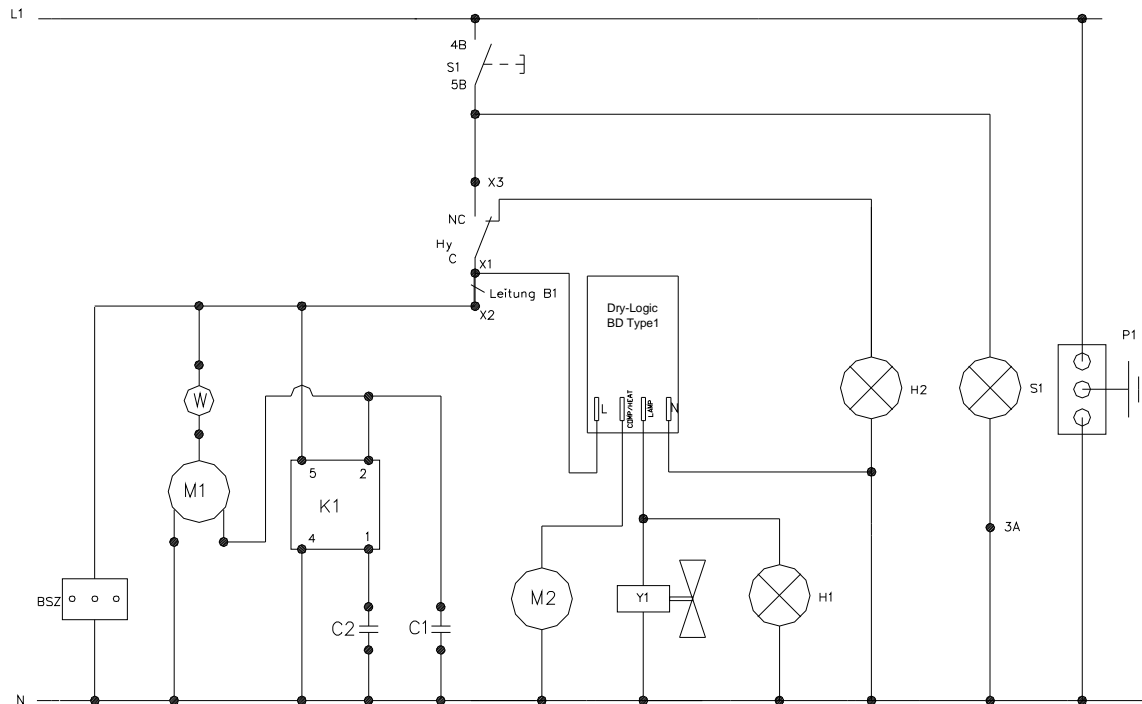 L1
4B
S1
5B
X3
NC
Hy
C
X1
Leitung B1
X2
Dry-Logic
BD Type1
L
COMP/HEAT
LAMP
N
P1
H2
S1
W
M1
5
2
K1
4
1
3A
BSZ
C2
C1
M2
Y1
H1
N